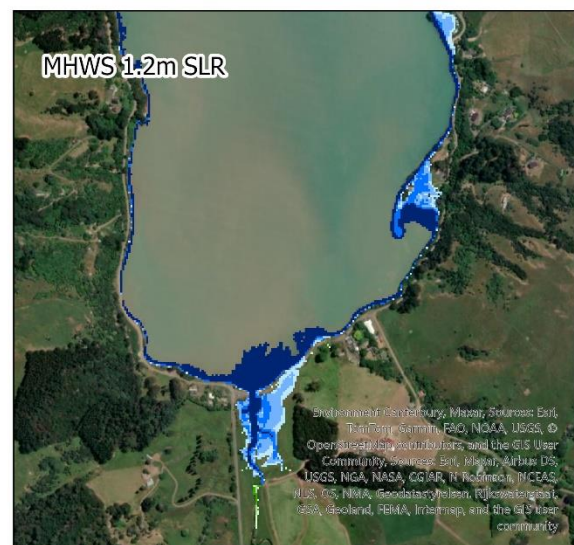 MHWS 1.2m SLR
Environment Canterbury, Maxar, Sources: Esri,
TomTom, Garmin, FAO, NOAA, USGS, ©
OpenStreetMap contributors, and the GIS User
Community, Sources: Esri, Maxar, Airbus DS,
USGS, NGA, NASA, CGIAR, N Robinson, NCEAS,
NLS, OS, NMA, Geodatastyrelsen, Rijkswaterstaat,
GSA, Geoland, FEMA, Intermap, and the GIS user
community